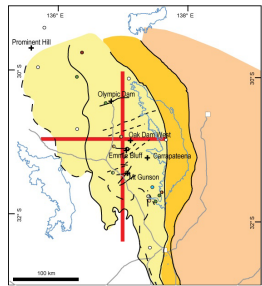 136° E
138° E
Prominent Hill
30° S
30° S
Olympic Dam
Oak Dam West
Emmie Bluff
Carrapateena
Mt Gunson
32° S
32° S
100 km